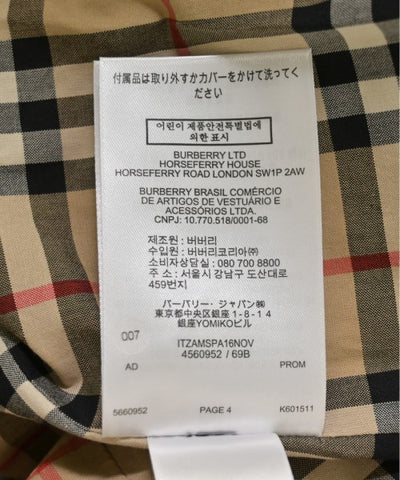 付属品は取り外すかカバーをかけて洗ってく
ださい
어린이 제품안전특별법에
의한 표시
BURBERRY LTD
HORSEFERRY HOUSE
HORSEFERRY ROAD LONDON SW1P 2AW
BURBERRY BRASIL COMÉRCIO
DE ARTIGOS DE VESTUÁRIO E
ACESSÓRIOS LTDA.
CNPJ: 10.770.518/0001-68
제조원 : 버버리
수입원 : 버버리코리아㈜
소비자상담실 : 080 700 8800
주 소 : 서울시 강남구 도산대로
459번지
バーバリー・ジャパン㈱
東京都中央区銀座1-8-14
銀座YOMIKOビル
007
ITZAMSPA16NOV
4560952 / 69B
AD PROM
5660952 PAGE 4 K601511